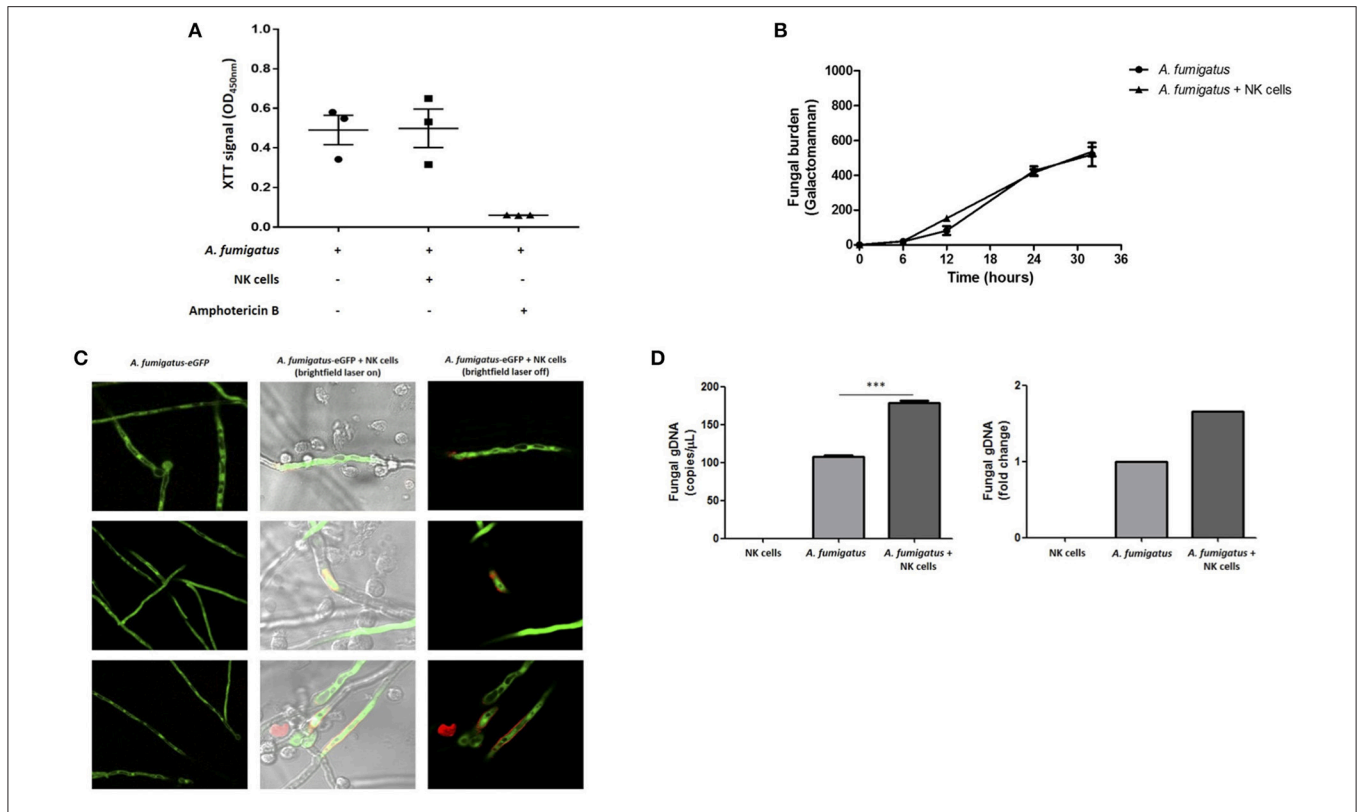 A
1.0
0.8
0.6
0.4
0.2
0.0
XTT signal (OD450nm)
A. fumigatus + + +
NK cells - + -
Amphotericin B - - +
B
A. fumigatus
A. fumigatus + NK cells
1000
800
600
400
200
0
Fungal burden
(Galactomannan)
0 6 12 18 24 30 36
Time (hours)
C
A. fumigatus-eGFP
A. fumigatus-eGFP + NK cells
(brightfield laser on)
A. fumigatus-eGFP + NK cells
(brightfield laser off)
D
200
150
100
50
0
Fungal gDNA
(copies/µL)
***
NK cells A. fumigatus A. fumigatus +
NK cells
2
1
0
Fungal gDNA
(fold change)
NK cells A. fumigatus A. fumigatus +
NK cells